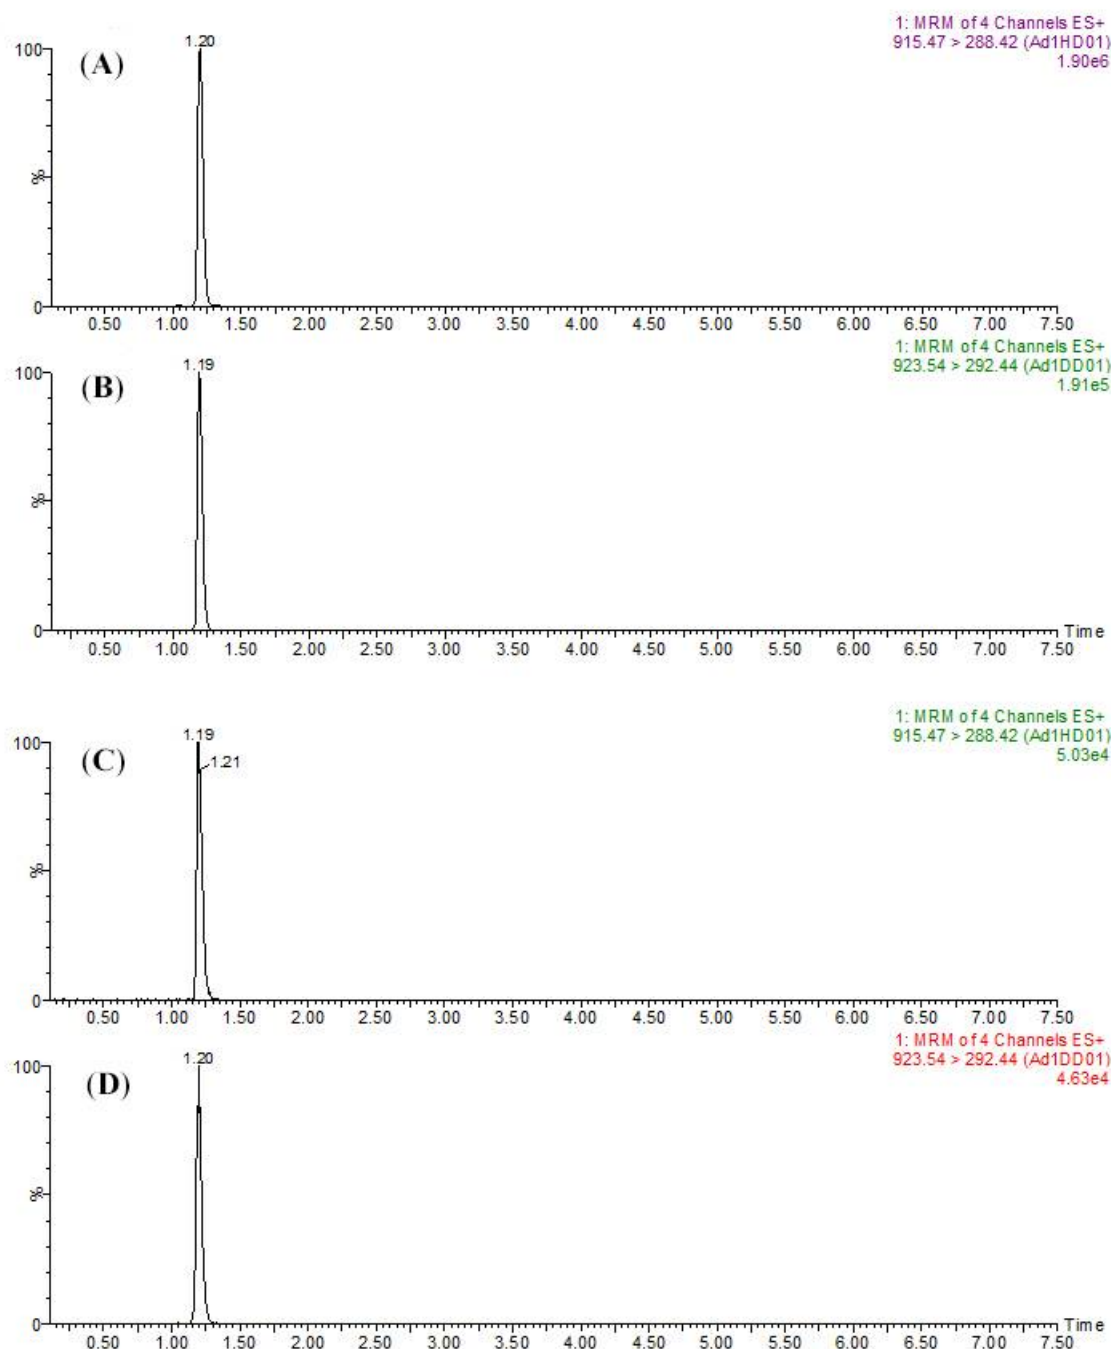 1: MRM of 4 Channels ES+
915.47 > 288.42 (Ad1HD01)
1.90e6
1.20
100
(A)
%
0
0.50 1.00 1.50 2.00 2.50 3.00 3.50 4.00 4.50 5.00 5.50 6.00 6.50 7.00 7.50
1: MRM of 4 Channels ES+
923.54 > 292.44 (Ad1DD01)
1.91e5
1.19
100
(B)
%
0
Time
0.50 1.00 1.50 2.00 2.50 3.00 3.50 4.00 4.50 5.00 5.50 6.00 6.50 7.00 7.50
1: MRM of 4 Channels ES+
915.47 > 288.42 (Ad1HD01)
5.03e4
1.19
100
(C)
1.21
%
0
0.50 1.00 1.50 2.00 2.50 3.00 3.50 4.00 4.50 5.00 5.50 6.00 6.50 7.00 7.50
1: MRM of 4 Channels ES+
923.54 > 292.44 (Ad1DD01)
4.63e4
1.20
100
(D)
%
0
Time
0.50 1.00 1.50 2.00 2.50 3.00 3.50 4.00 4.50 5.00 5.50 6.00 6.50 7.00 7.50